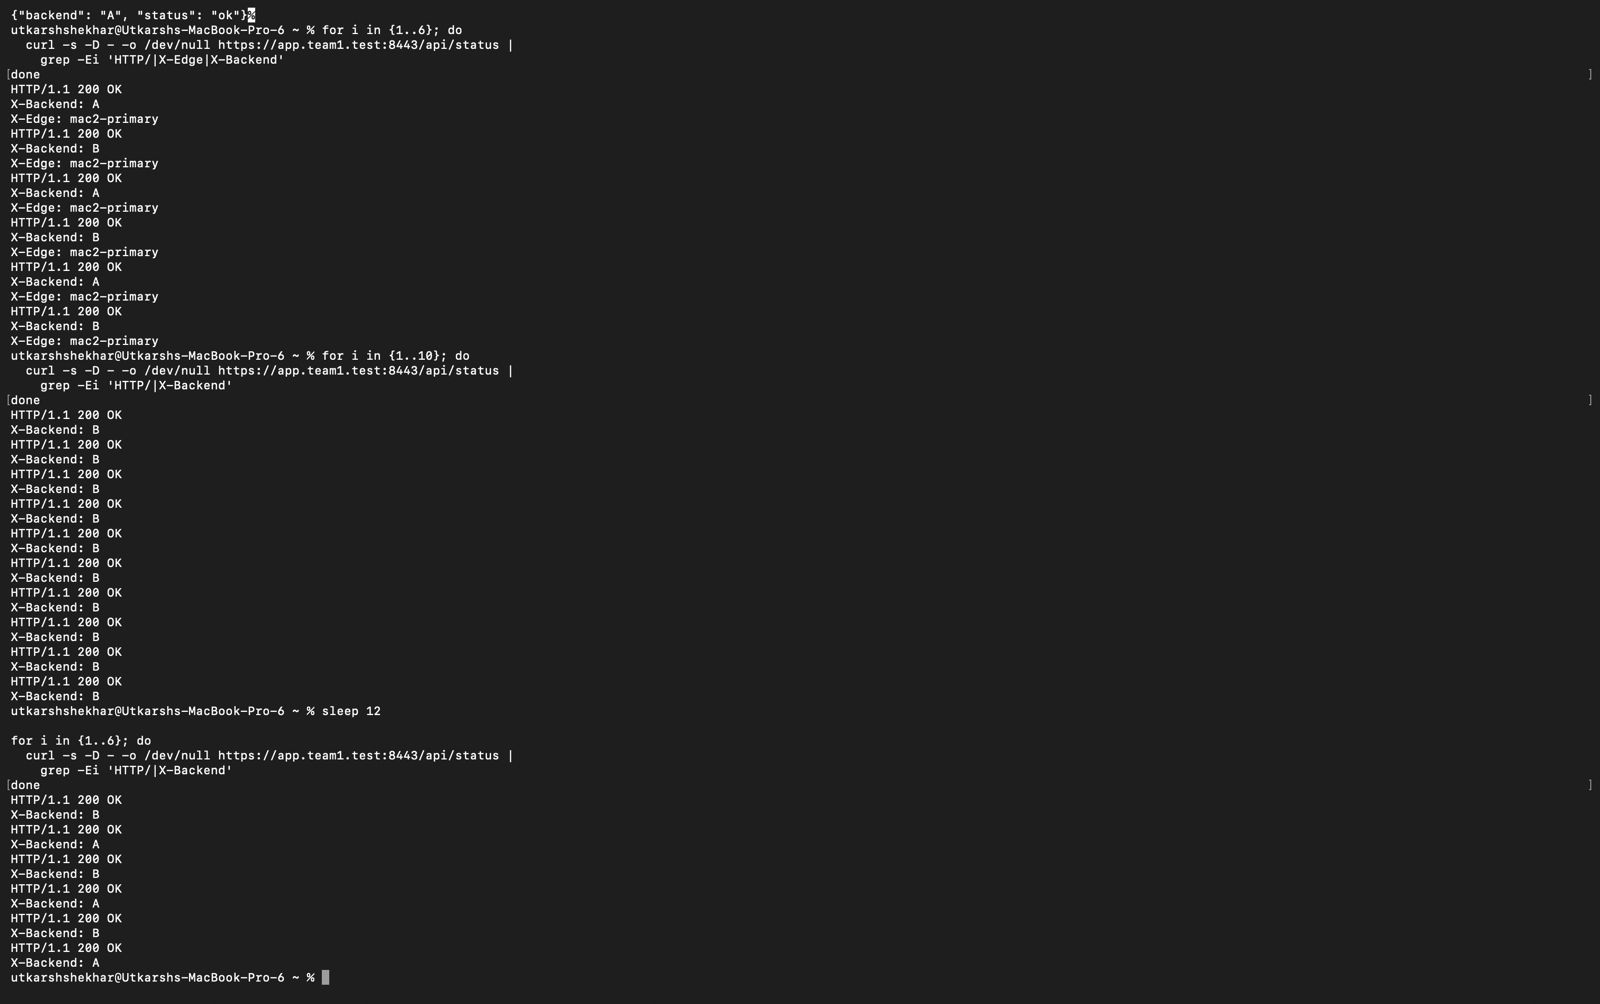 {"backend": "A", "status": "ok"}%
utkarshshekhar@Utkarshs-MacBook-Pro-6 ~ % for i in {1..6}; do
  curl -s -D - -o /dev/null https://app.team1.test:8443/api/status |
    grep -Ei 'HTTP/|X-Edge|X-Backend'
[done ]
HTTP/1.1 200 OK
X-Backend: A
X-Edge: mac2-primary
HTTP/1.1 200 OK
X-Backend: B
X-Edge: mac2-primary
HTTP/1.1 200 OK
X-Backend: A
X-Edge: mac2-primary
HTTP/1.1 200 OK
X-Backend: B
X-Edge: mac2-primary
HTTP/1.1 200 OK
X-Backend: A
X-Edge: mac2-primary
HTTP/1.1 200 OK
X-Backend: B
X-Edge: mac2-primary
utkarshshekhar@Utkarshs-MacBook-Pro-6 ~ % for i in {1..10}; do
  curl -s -D - -o /dev/null https://app.team1.test:8443/api/status |
    grep -Ei 'HTTP/|X-Backend'
[done ]
HTTP/1.1 200 OK
X-Backend: B
HTTP/1.1 200 OK
X-Backend: B
HTTP/1.1 200 OK
X-Backend: B
HTTP/1.1 200 OK
X-Backend: B
HTTP/1.1 200 OK
X-Backend: B
HTTP/1.1 200 OK
X-Backend: B
HTTP/1.1 200 OK
X-Backend: B
HTTP/1.1 200 OK
X-Backend: B
HTTP/1.1 200 OK
X-Backend: B
HTTP/1.1 200 OK
X-Backend: B
utkarshshekhar@Utkarshs-MacBook-Pro-6 ~ % sleep 12

for i in {1..6}; do
  curl -s -D - -o /dev/null https://app.team1.test:8443/api/status |
    grep -Ei 'HTTP/|X-Backend'
[done ]
HTTP/1.1 200 OK
X-Backend: B
HTTP/1.1 200 OK
X-Backend: A
HTTP/1.1 200 OK
X-Backend: B
HTTP/1.1 200 OK
X-Backend: A
HTTP/1.1 200 OK
X-Backend: B
HTTP/1.1 200 OK
X-Backend: A
utkarshshekhar@Utkarshs-MacBook-Pro-6 ~ %